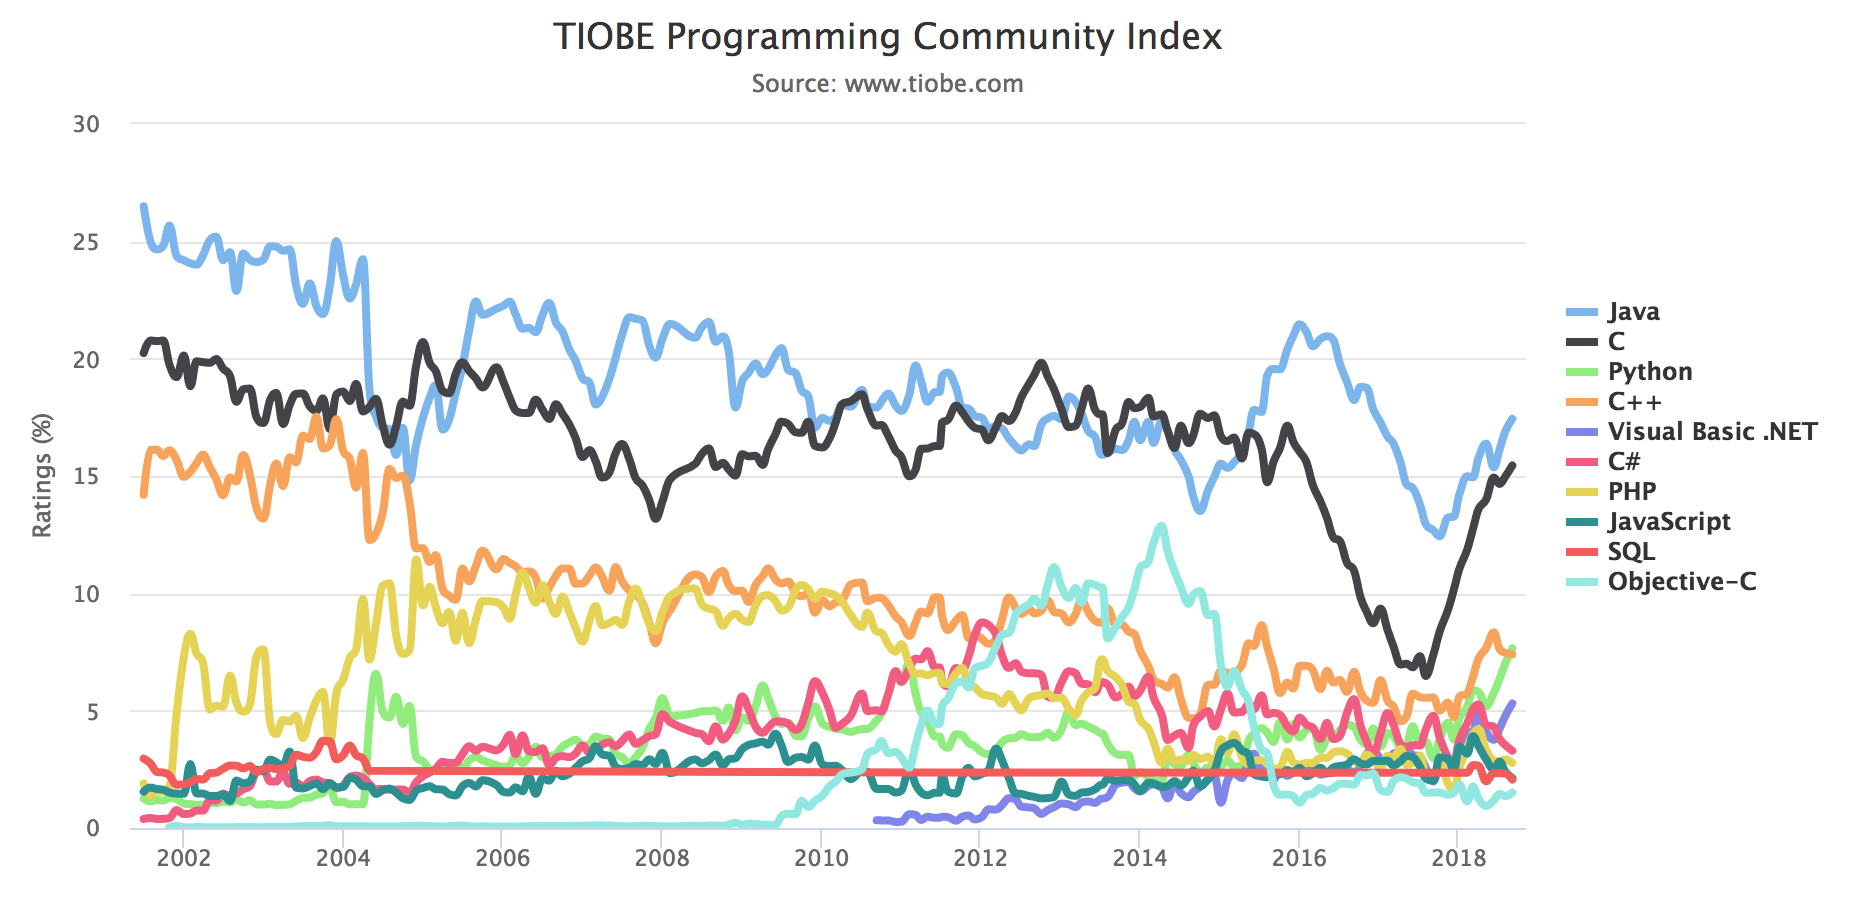 TIOBE Programming Community Index
Source: www.tiobe.com
Ratings (%)
30
25
20
15
10
5
0
2002 2004 2006 2008 2010 2012 2014 2016 2018
Java
C
Python
C++
Visual Basic .NET
C#
PHP
JavaScript
SQL
Objective-C